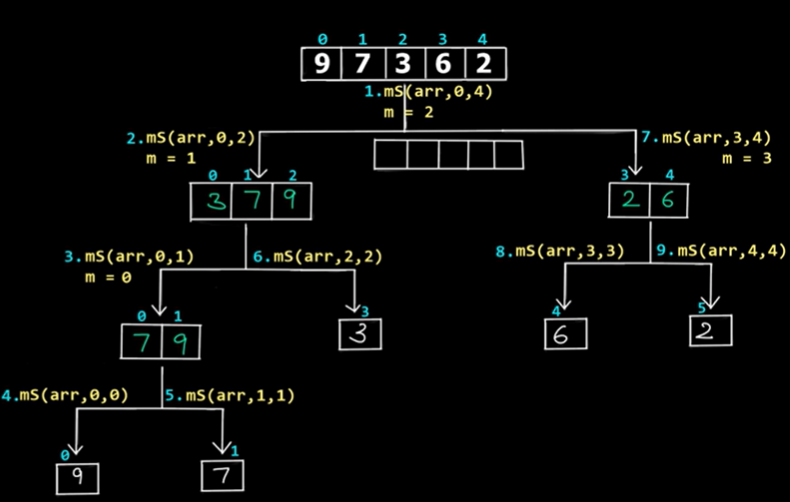 0 1 2 3 4
9 7 3 6 2
1.mS(arr,0,4)
m = 2
2.mS(arr,0,2)
m = 1
7.mS(arr,3,4)
m = 3
0 1 2
3 7 9
3 4
2 6
3.mS(arr,0,1)
m = 0
6.mS(arr,2,2)
8.mS(arr,3,3)
9.mS(arr,4,4)
0 1
7 9
3
3
4
6
5
2
4.mS(arr,0,0)
5.mS(arr,1,1)
0
9
1
7